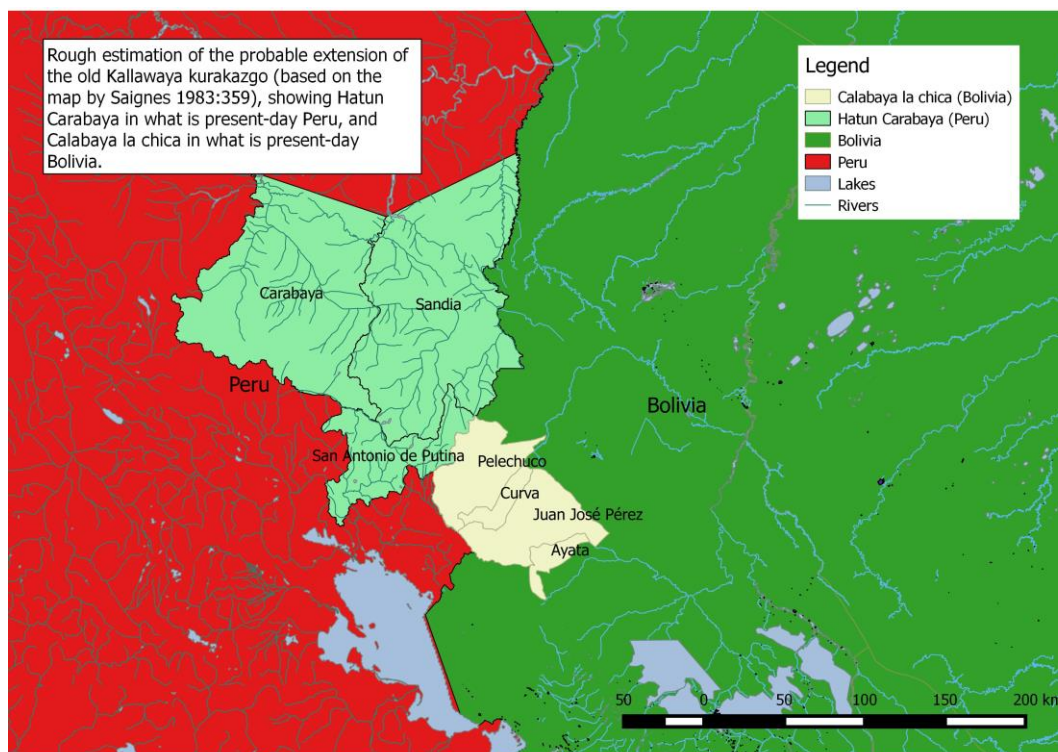 Rough estimation of the probable extension of
the old Kallawaya kurakazgo (based on the
map by Saignes 1983:359), showing Hatun
Carabaya in what is present-day Peru, and
Calabaya la chica in what is present-day
Bolivia.
Legend
Calabaya la chica (Bolivia)
Hatun Carabaya (Peru)
Bolivia
Peru
Lakes
Rivers
Carabaya
Sandia
Peru
Bolivia
San Antonio de Putina
Pelechuco
Curva
Juan José Pérez
Ayata
50 0 50 100 150 200 km